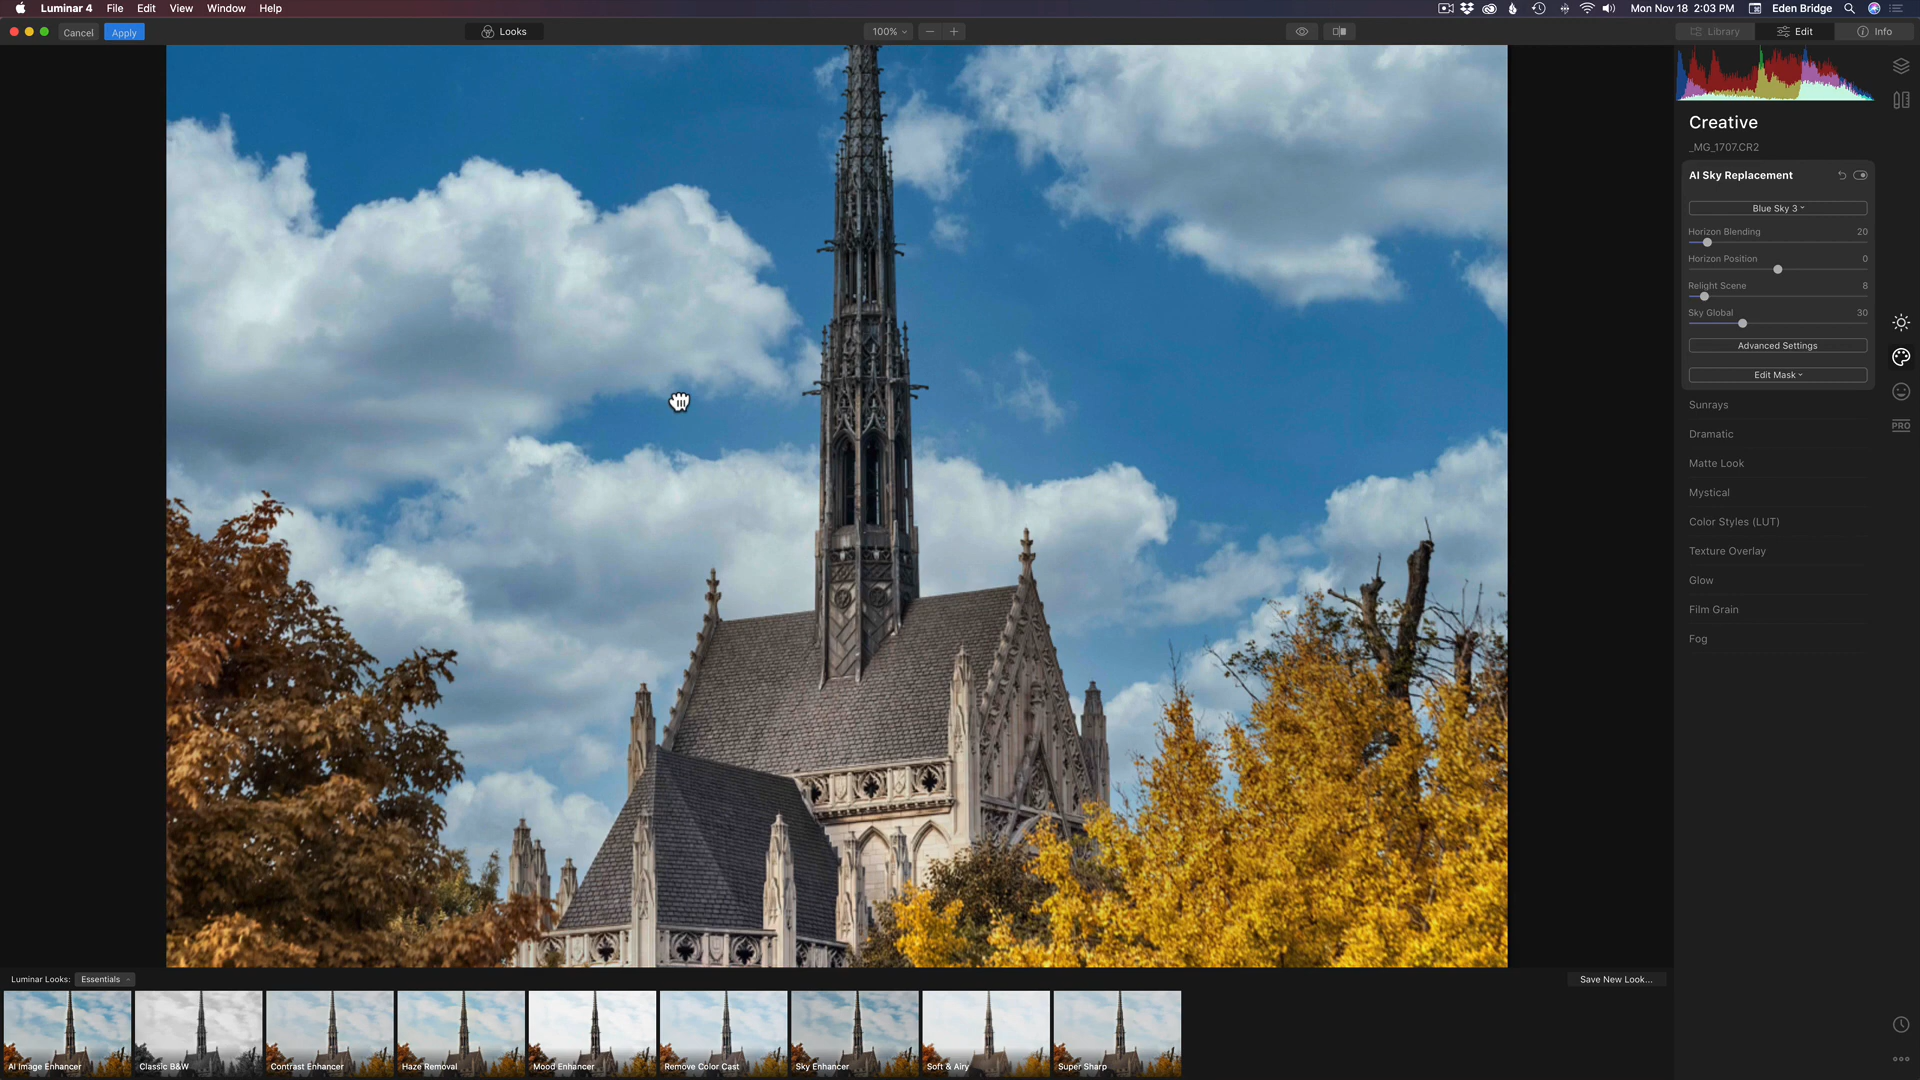 Luminar 4 File Edit View Window Help
Mon Nov 18 2:03 PM Eden Bridge
Cancel Apply Looks 100% Library Edit Info
Creative
_MG_1707.CR2
AI Sky Replacement
Blue Sky 3
Horizon Blending 20
Horizon Position 0
Relight Scene 8
Sky Global 30
Advanced Settings
Edit Mask
Sunrays
Dramatic
Matte Look
Mystical
Color Styles (LUT)
Texture Overlay
Glow
Film Grain
Fog
PRO
Luminar Looks: Essentials Save New Look...
AI Image Enhancer Classic B&W Contrast Enhancer Haze Removal Mood Enhancer Remove Color Cast Sky Enhancer Soft & Airy Super Sharp